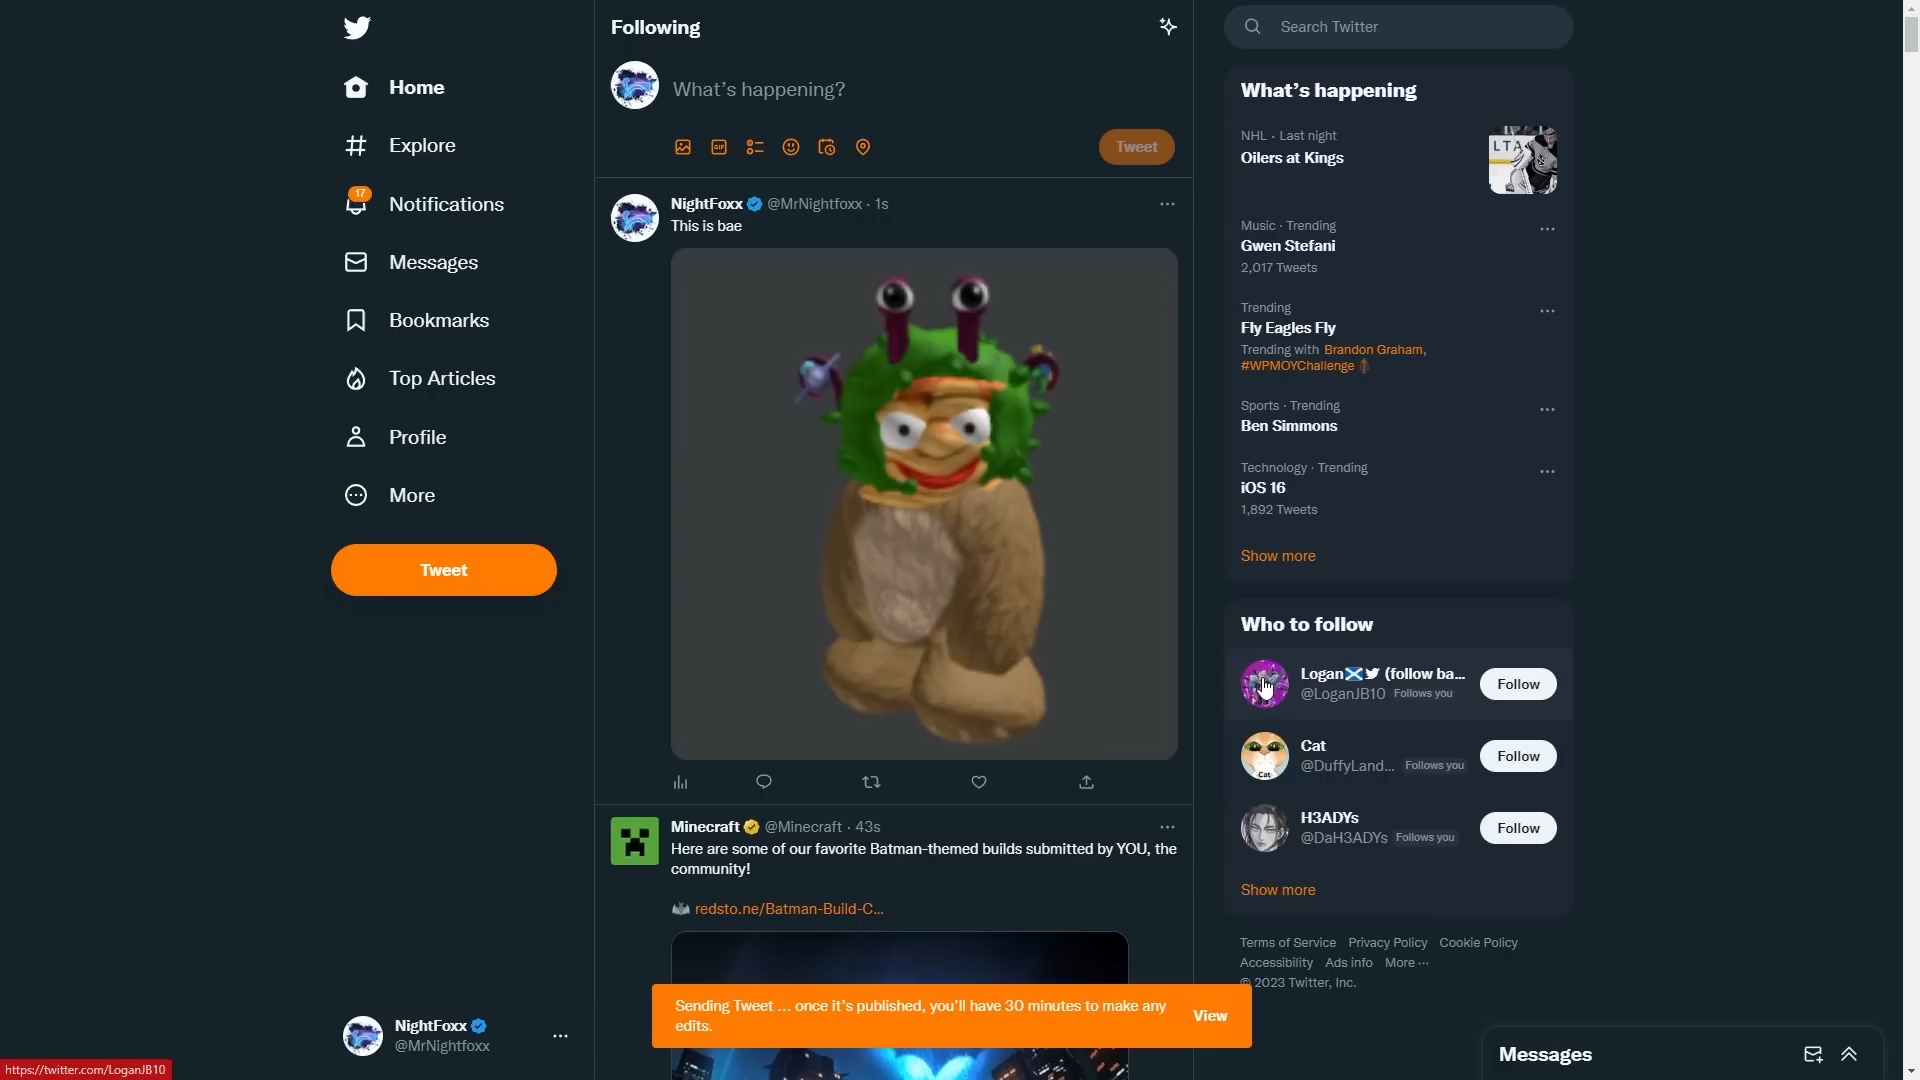 Home
Explore
17
Notifications
Messages
Bookmarks
Top Articles
Profile
More
Tweet
NightFoxx
@MrNightfoxx
https://twitter.com/LoganJB10
Following
What's happening?
GIF
Tweet
NightFoxx @MrNightfoxx · 1s
This is bae
Minecraft @Minecraft · 43s
Here are some of our favorite Batman-themed builds submitted by YOU, the
community!
redsto.ne/Batman-Build-C...
Sending Tweet ... once it's published, you'll have 30 minutes to make any
edits.
View
Search Twitter
What's happening
NHL · Last night
Oilers at Kings
LTA
Music · Trending
Gwen Stefani
2,017 Tweets
Trending
Fly Eagles Fly
Trending with Brandon Graham,
#WPMOYChallenge
Sports · Trending
Ben Simmons
Technology · Trending
iOS 16
1,892 Tweets
Show more
Who to follow
Logan🏴󠁧󠁢󠁳󠁣󠁴󠁿 (follow ba...
@LoganJB10 Follows you
Follow
Cat
@DuffyLand... Follows you
Follow
Cat
H3ADYs
@DaH3ADYs Follows you
Follow
Show more
Terms of Service Privacy Policy Cookie Policy
Accessibility Ads info More ...
© 2023 Twitter, Inc.
Messages